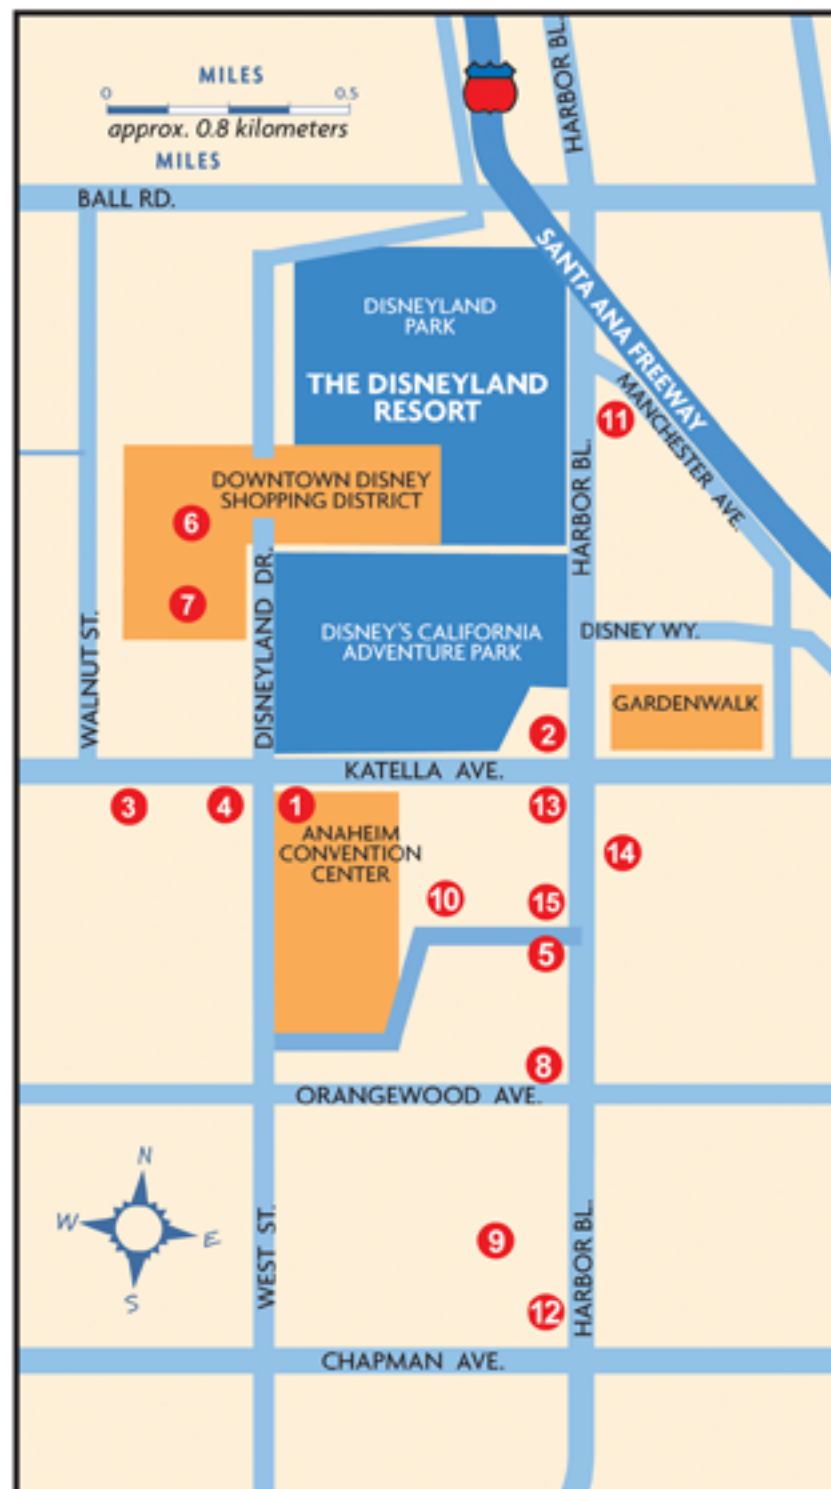 MILES
0 0.5
approx. 0.8 kilometers
MILES
HARBOR BL.
BALL RD.
SANTA ANA FREEWAY
DISNEYLAND
PARK
THE DISNEYLAND
RESORT
MANCHESTER AVE.
11
HARBOR BL.
DOWNTOWN DISNEY
SHOPPING DISTRICT
6
7
WALNUT ST.
DISNEYLAND DR.
DISNEY'S CALIFORNIA
ADVENTURE PARK
DISNEY WY.
GARDENWALK
2
KATELLA AVE.
3
4
1
13
ANAHEIM
CONVENTION
CENTER
14
10
15
5
8
ORANGEWOOD AVE.
N
W
E
S
WEST ST.
9
HARBOR BL.
12
CHAPMAN AVE.